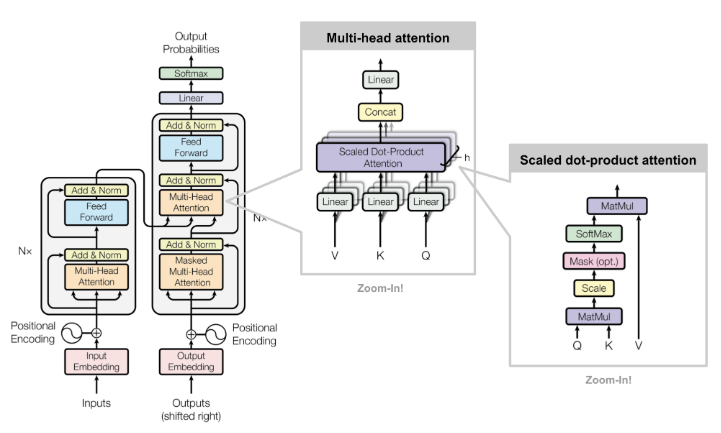 Output
Probabilities
Softmax
Linear
Add & Norm
Feed
Forward
Add & Norm
Multi-Head
Attention
Nx
Add & Norm
Masked
Multi-Head
Attention
Positional
Encoding
Output
Embedding
Outputs
(shifted right)
Add & Norm
Feed
Forward
Nx
Add & Norm
Multi-Head
Attention
Positional
Encoding
Input
Embedding
Inputs
Multi-head attention
Linear
Concat
Scaled Dot-Product
Attention
h
Linear Linear Linear
V K Q
Zoom-In!
Scaled dot-product attention
MatMul
SoftMax
Mask (opt.)
Scale
MatMul
Q K V
Zoom-In!